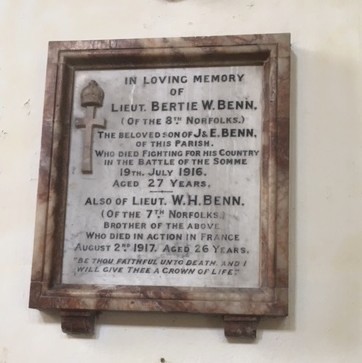 IN LOVING MEMORY
OF
LIEUT. BERTIE W. BENN.
(OF THE 8TH NORFOLKS.)
THE BELOVED SON OF J & E. BENN,
OF THIS PARISH.
WHO DIED FIGHTING FOR HIS COUNTRY
IN THE BATTLE OF THE SOMME
19TH. JULY 1916.
AGED 27 YEARS.
ALSO OF LIEUT. W. H. BENN.
(OF THE 7TH NORFOLKS.)
BROTHER OF THE ABOVE.
WHO DIED IN ACTION IN FRANCE
AUGUST 2ND 1917. AGED 26 YEARS.
"BE THOU FAITHFUL UNTO DEATH, AND I
WILL GIVE THEE A CROWN OF LIFE."